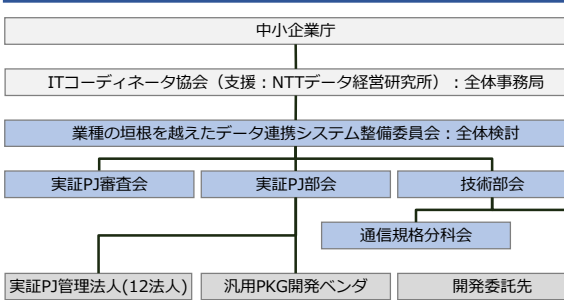 中小企業庁
ITコーディネータ協会（支援：NTTデータ経営研究所）：全体事務局
業種の垣根を越えたデータ連携システム整備委員会：全体検討
実証PJ審査会
実証PJ部会
技術部会
通信規格分科会
実証PJ管理法人(12法人)
汎用PKG開発ベンダ
開発委託先